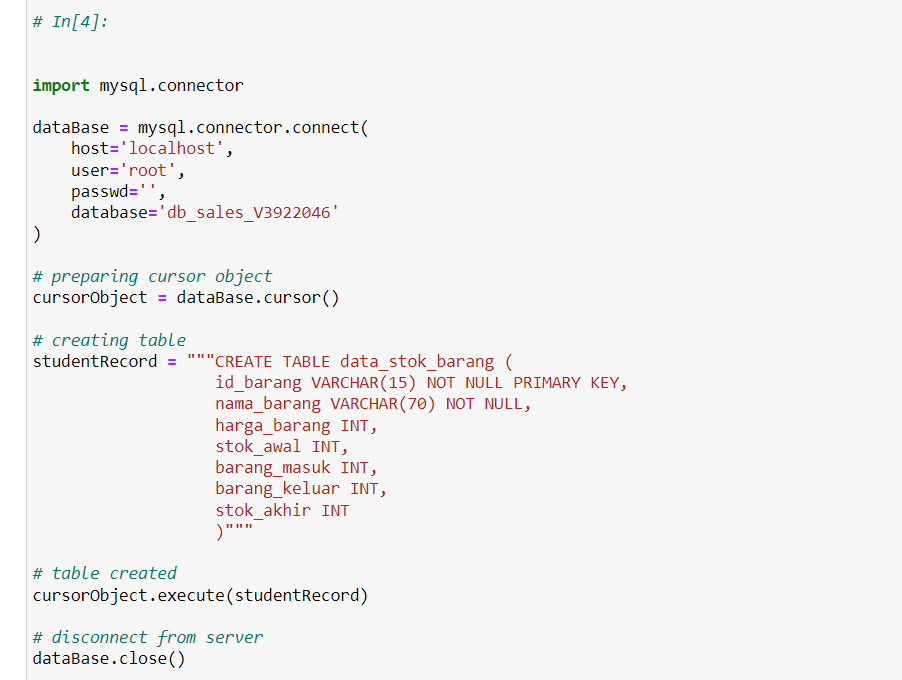 # In[4]:
import mysql.connector
dataBase = mysql.connector.connect(
    host='localhost',
    user='root',
    passwd='',
    database='db_sales_V3922046'
)
# preparing cursor object
cursorObject = dataBase.cursor()
# creating table
studentRecord = """CREATE TABLE data_stok_barang (
                   id_barang VARCHAR(15) NOT NULL PRIMARY KEY,
                   nama_barang VARCHAR(70) NOT NULL,
                   harga_barang INT,
                   stok_awal INT,
                   barang_masuk INT,
                   barang_keluar INT,
                   stok_akhir INT
                   )"""
# table created
cursorObject.execute(studentRecord)
# disconnect from server
dataBase.close()